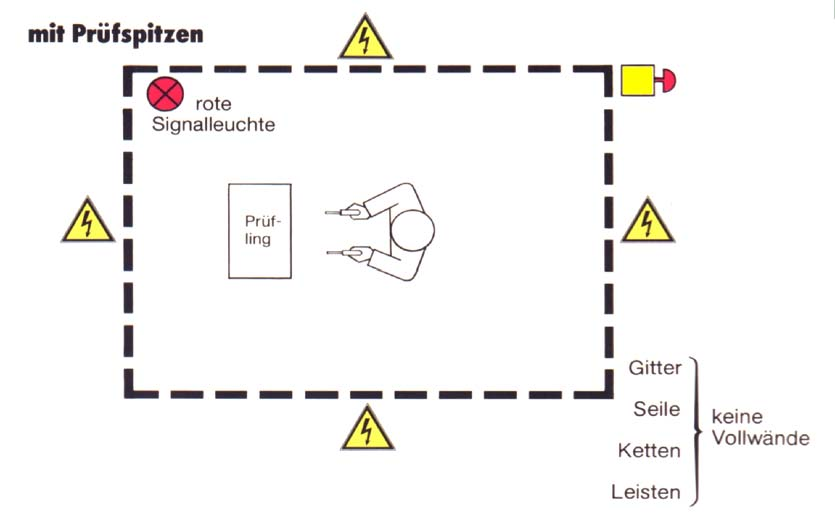 mit Prüfspitzen
rote
Signalleuchte
Prüf-
ling
Gitter
Seile
Ketten
Leisten
keine
Vollwände